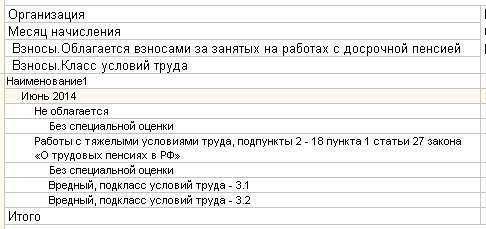 Организация
Месяц начисления
Взносы.Облагается взносами за занятых на работах с досрочной пенсией
Взносы.Класс условий труда
Наименование1
Июнь 2014
Не облагается
Без специальной оценки
Работы с тяжелыми условиями труда, подпункты 2 - 18 пункта 1 статьи 27 закона
«О трудовых пенсиях в РФ»
Без специальной оценки
Вредный, подкласс условий труда - 3.1
Вредный, подкласс условий труда - 3.2
Итого